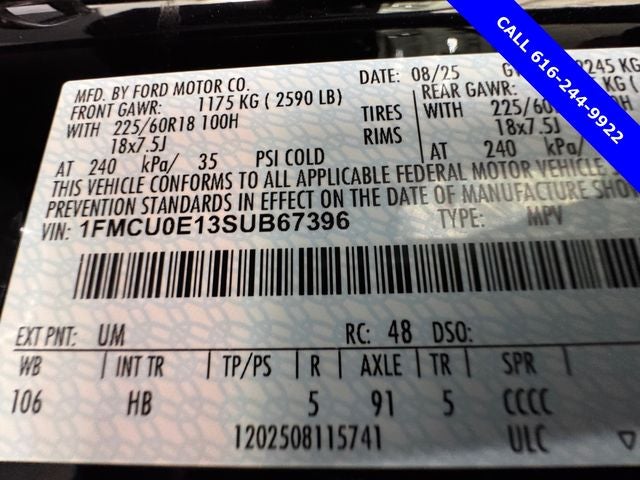 CALL 616-244-9922
MFD. BY FORD MOTOR CO. DATE: 08/25
FRONT GAWR: 1175 KG ( 2590 LB) REAR GAWR:
WITH 225/60R18 100H TIRES WITH 225/60
18x7.5J RIMS 18x7.5J
AT 240 kPa/ 35 PSI COLD AT 240 kPa/
THIS VEHICLE CONFORMS TO ALL APPLICABLE FEDERAL MOTOR VEHICLE
PREVENTION STANDARDS IN EFFECT ON THE DATE OF MANUFACTURE SHO
VIN: 1FMCU0E13SUB67396 TYPE: MPV
EXT PNT: UM RC: 48 DSO:
WB | INT TR | TP/PS | R | AXLE | TR | SPR
106 HB 5 91 5 CCCC
1202508115741 ULC